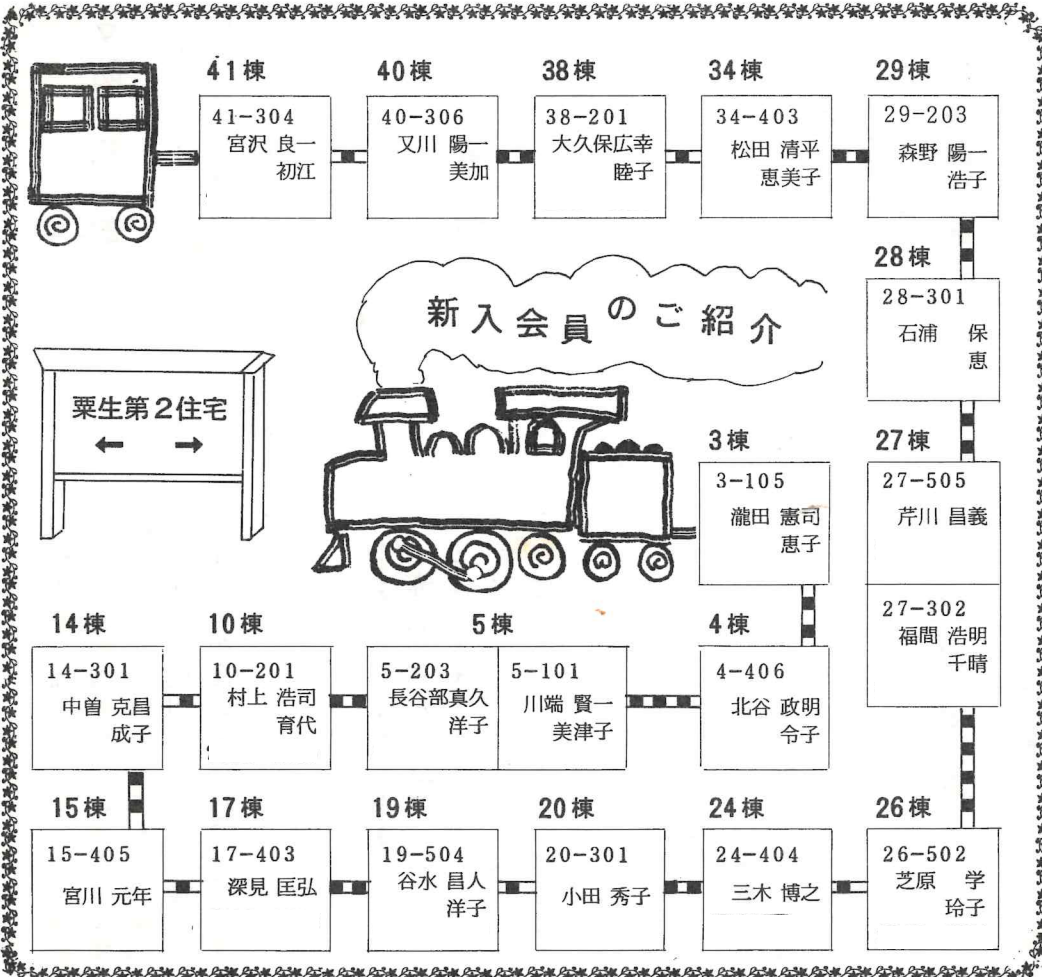 41棟
41-304
宮沢 良一
初江
40棟
40-306
又川 陽一
美加
38棟
38-201
大久保広幸
睦子
34棟
34-403
松田 清平
恵美子
29棟
29-203
森野 陽一
浩子
28棟
28-301
石浦 保
恵
新入会員のご紹介
粟生第2住宅
← →
3棟
3-105
瀧田 憲司
恵子
27棟
27-505
芹川 昌義
27-302
福間 浩明
千晴
14棟
14-301
中曽 克昌
成子
10棟
10-201
村上 浩司
育代
5棟
5-203
長谷部真久
洋子
5-101
川端 賢一
美津子
4棟
4-406
北谷 政明
令子
15棟
15-405
宮川 元年
17棟
17-403
深見 匡弘
19棟
19-504
谷水 昌人
洋子
20棟
20-301
小田 秀子
24棟
24-404
三木 博之
26棟
26-502
芝原 学
玲子